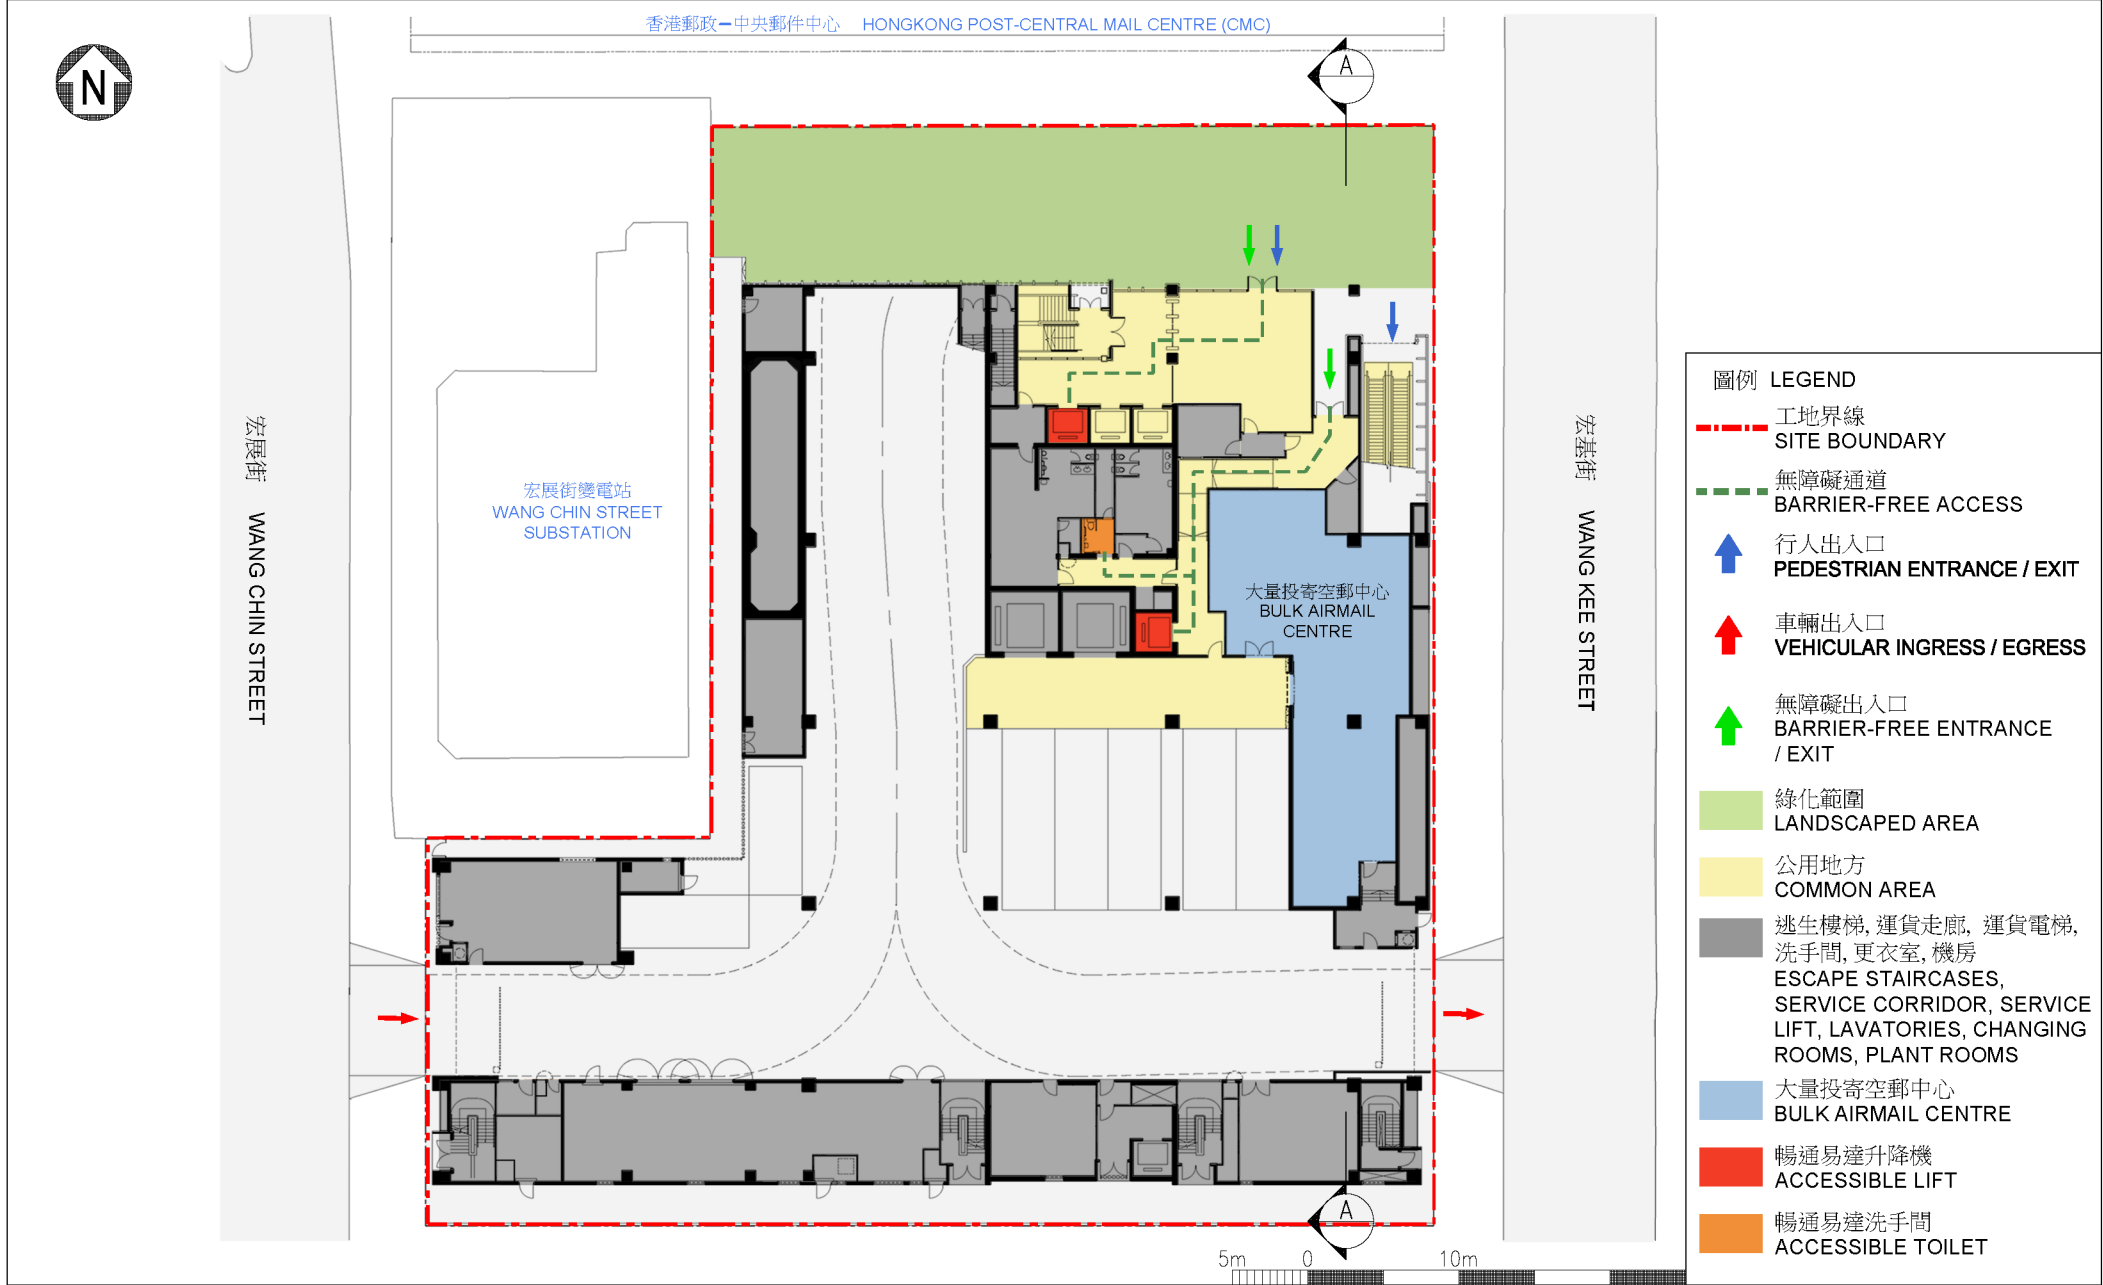 香港郵政－中央郵件中心 HONGKONG POST-CENTRAL MAIL CENTRE (CMC)
N
A
宏展街 WANG CHIN STREET
宏展街變電站
WANG CHIN STREET
SUBSTATION
大量投寄空郵中心
BULK AIRMAIL
CENTRE
宏基街 WANG KEE STREET
A
5m 0 10m
圖例 LEGEND
工地界線
SITE BOUNDARY
無障礙通道
BARRIER-FREE ACCESS
行人出入口
PEDESTRIAN ENTRANCE / EXIT
車輛出入口
VEHICULAR INGRESS / EGRESS
無障礙出入口
BARRIER-FREE ENTRANCE
/ EXIT
綠化範圍
LANDSCAPED AREA
公用地方
COMMON AREA
逃生樓梯, 運貨走廊, 運貨電梯,
洗手間, 更衣室, 機房
ESCAPE STAIRCASES,
SERVICE CORRIDOR, SERVICE
LIFT, LAVATORIES, CHANGING
ROOMS, PLANT ROOMS
大量投寄空郵中心
BULK AIRMAIL CENTRE
暢通易達升降機
ACCESSIBLE LIFT
暢通易達洗手間
ACCESSIBLE TOILET